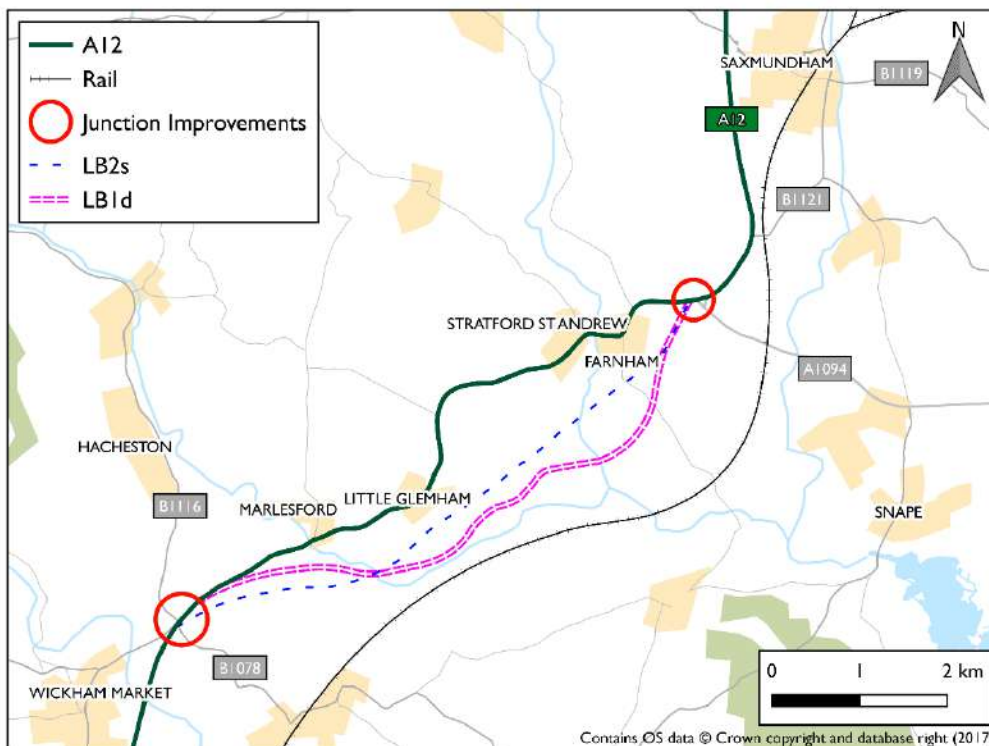 A12
Rail
Junction Improvements
LB2s
LB1d
N
SAXMUNDHAM
B1119
A12
B1121
STRATFORD ST ANDREW
FARNHAM
A1094
HACHESTON
B1116
MARLESFORD
LITTLE GLEMHAM
SNAPE
B1078
WICKHAM MARKET
0 1 2 km
Contains OS data © Crown copyright and database right (2017